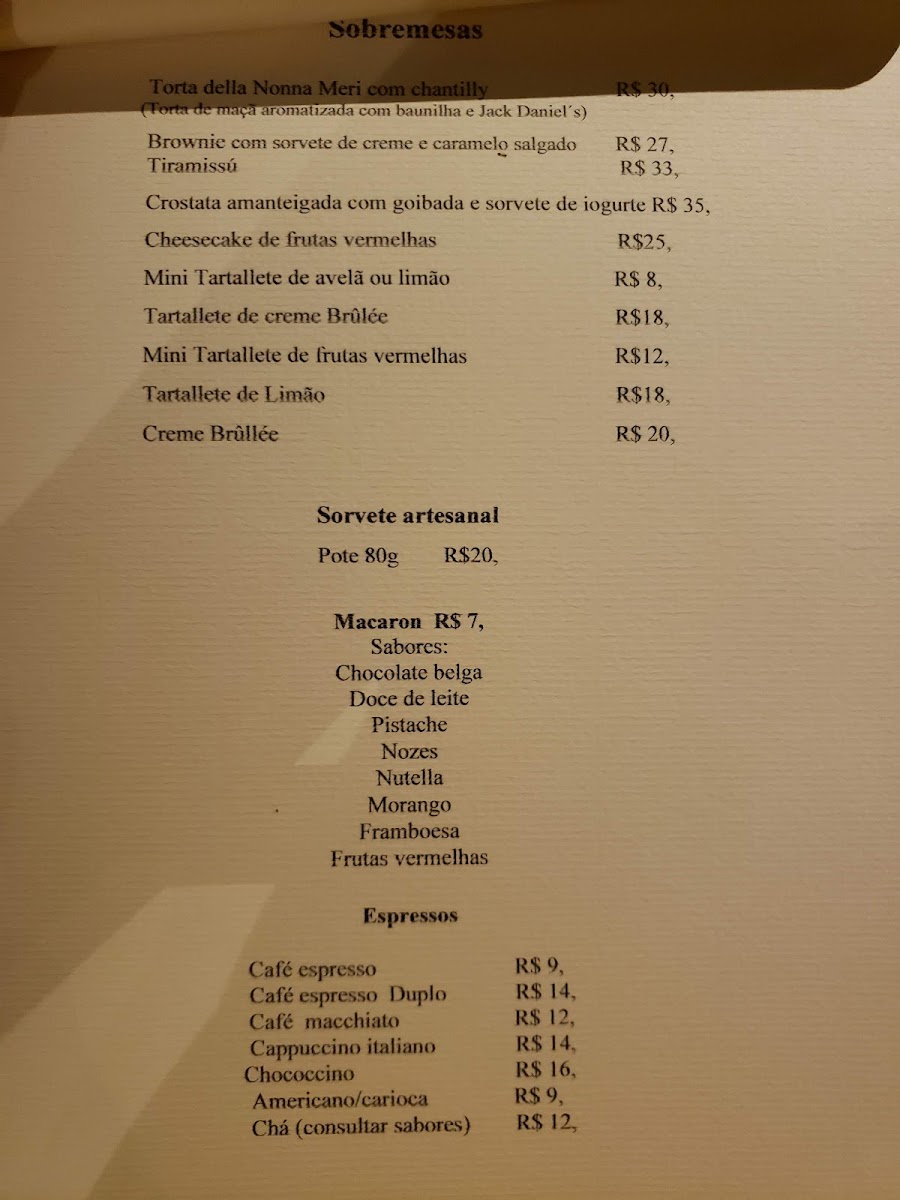 Sobremesas
Torta della Nonna Meri com chantilly R$ 30,
(Torta de maçã aromatizada com baunilha e Jack Daniel´s)
Brownie com sorvete de creme e caramelo salgado R$ 27,
Tiramissú R$ 33,
Crostata amanteigada com goibada e sorvete de iogurte R$ 35,
Cheesecake de frutas vermelhas R$25,
Mini Tartallete de avelã ou limão R$ 8,
Tartallete de creme Brûlée R$18,
Mini Tartallete de frutas vermelhas R$12,
Tartallete de Limão R$18,
Creme Brûllée R$ 20,
Sorvete artesanal
Pote 80g R$20,
Macaron R$ 7,
Sabores:
Chocolate belga
Doce de leite
Pistache
Nozes
Nutella
Morango
Framboesa
Frutas vermelhas
Espressos
Café espresso R$ 9,
Café espresso Duplo R$ 14,
Café macchiato R$ 12,
Cappuccino italiano R$ 14,
Chococcino R$ 16,
Americano/carioca R$ 9,
Chá (consultar sabores) R$ 12,